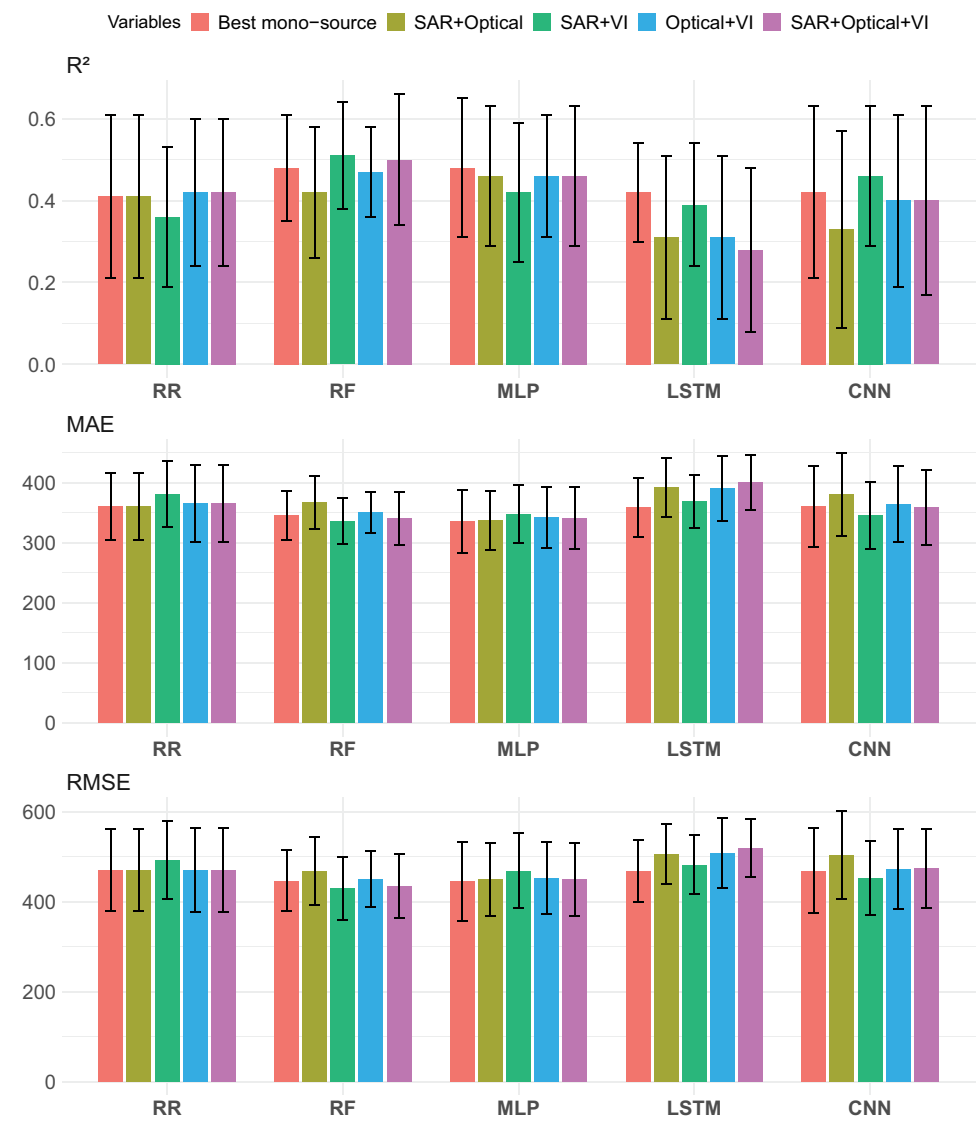 Variables Best mono−source SAR+Optical SAR+VI Optical+VI SAR+Optical+VI
R²
0.6
0.4
0.2
0.0
RR RF MLP LSTM CNN
MAE
400
300
200
100
0
RR RF MLP LSTM CNN
RMSE
600
400
200
0
RR RF MLP LSTM CNN